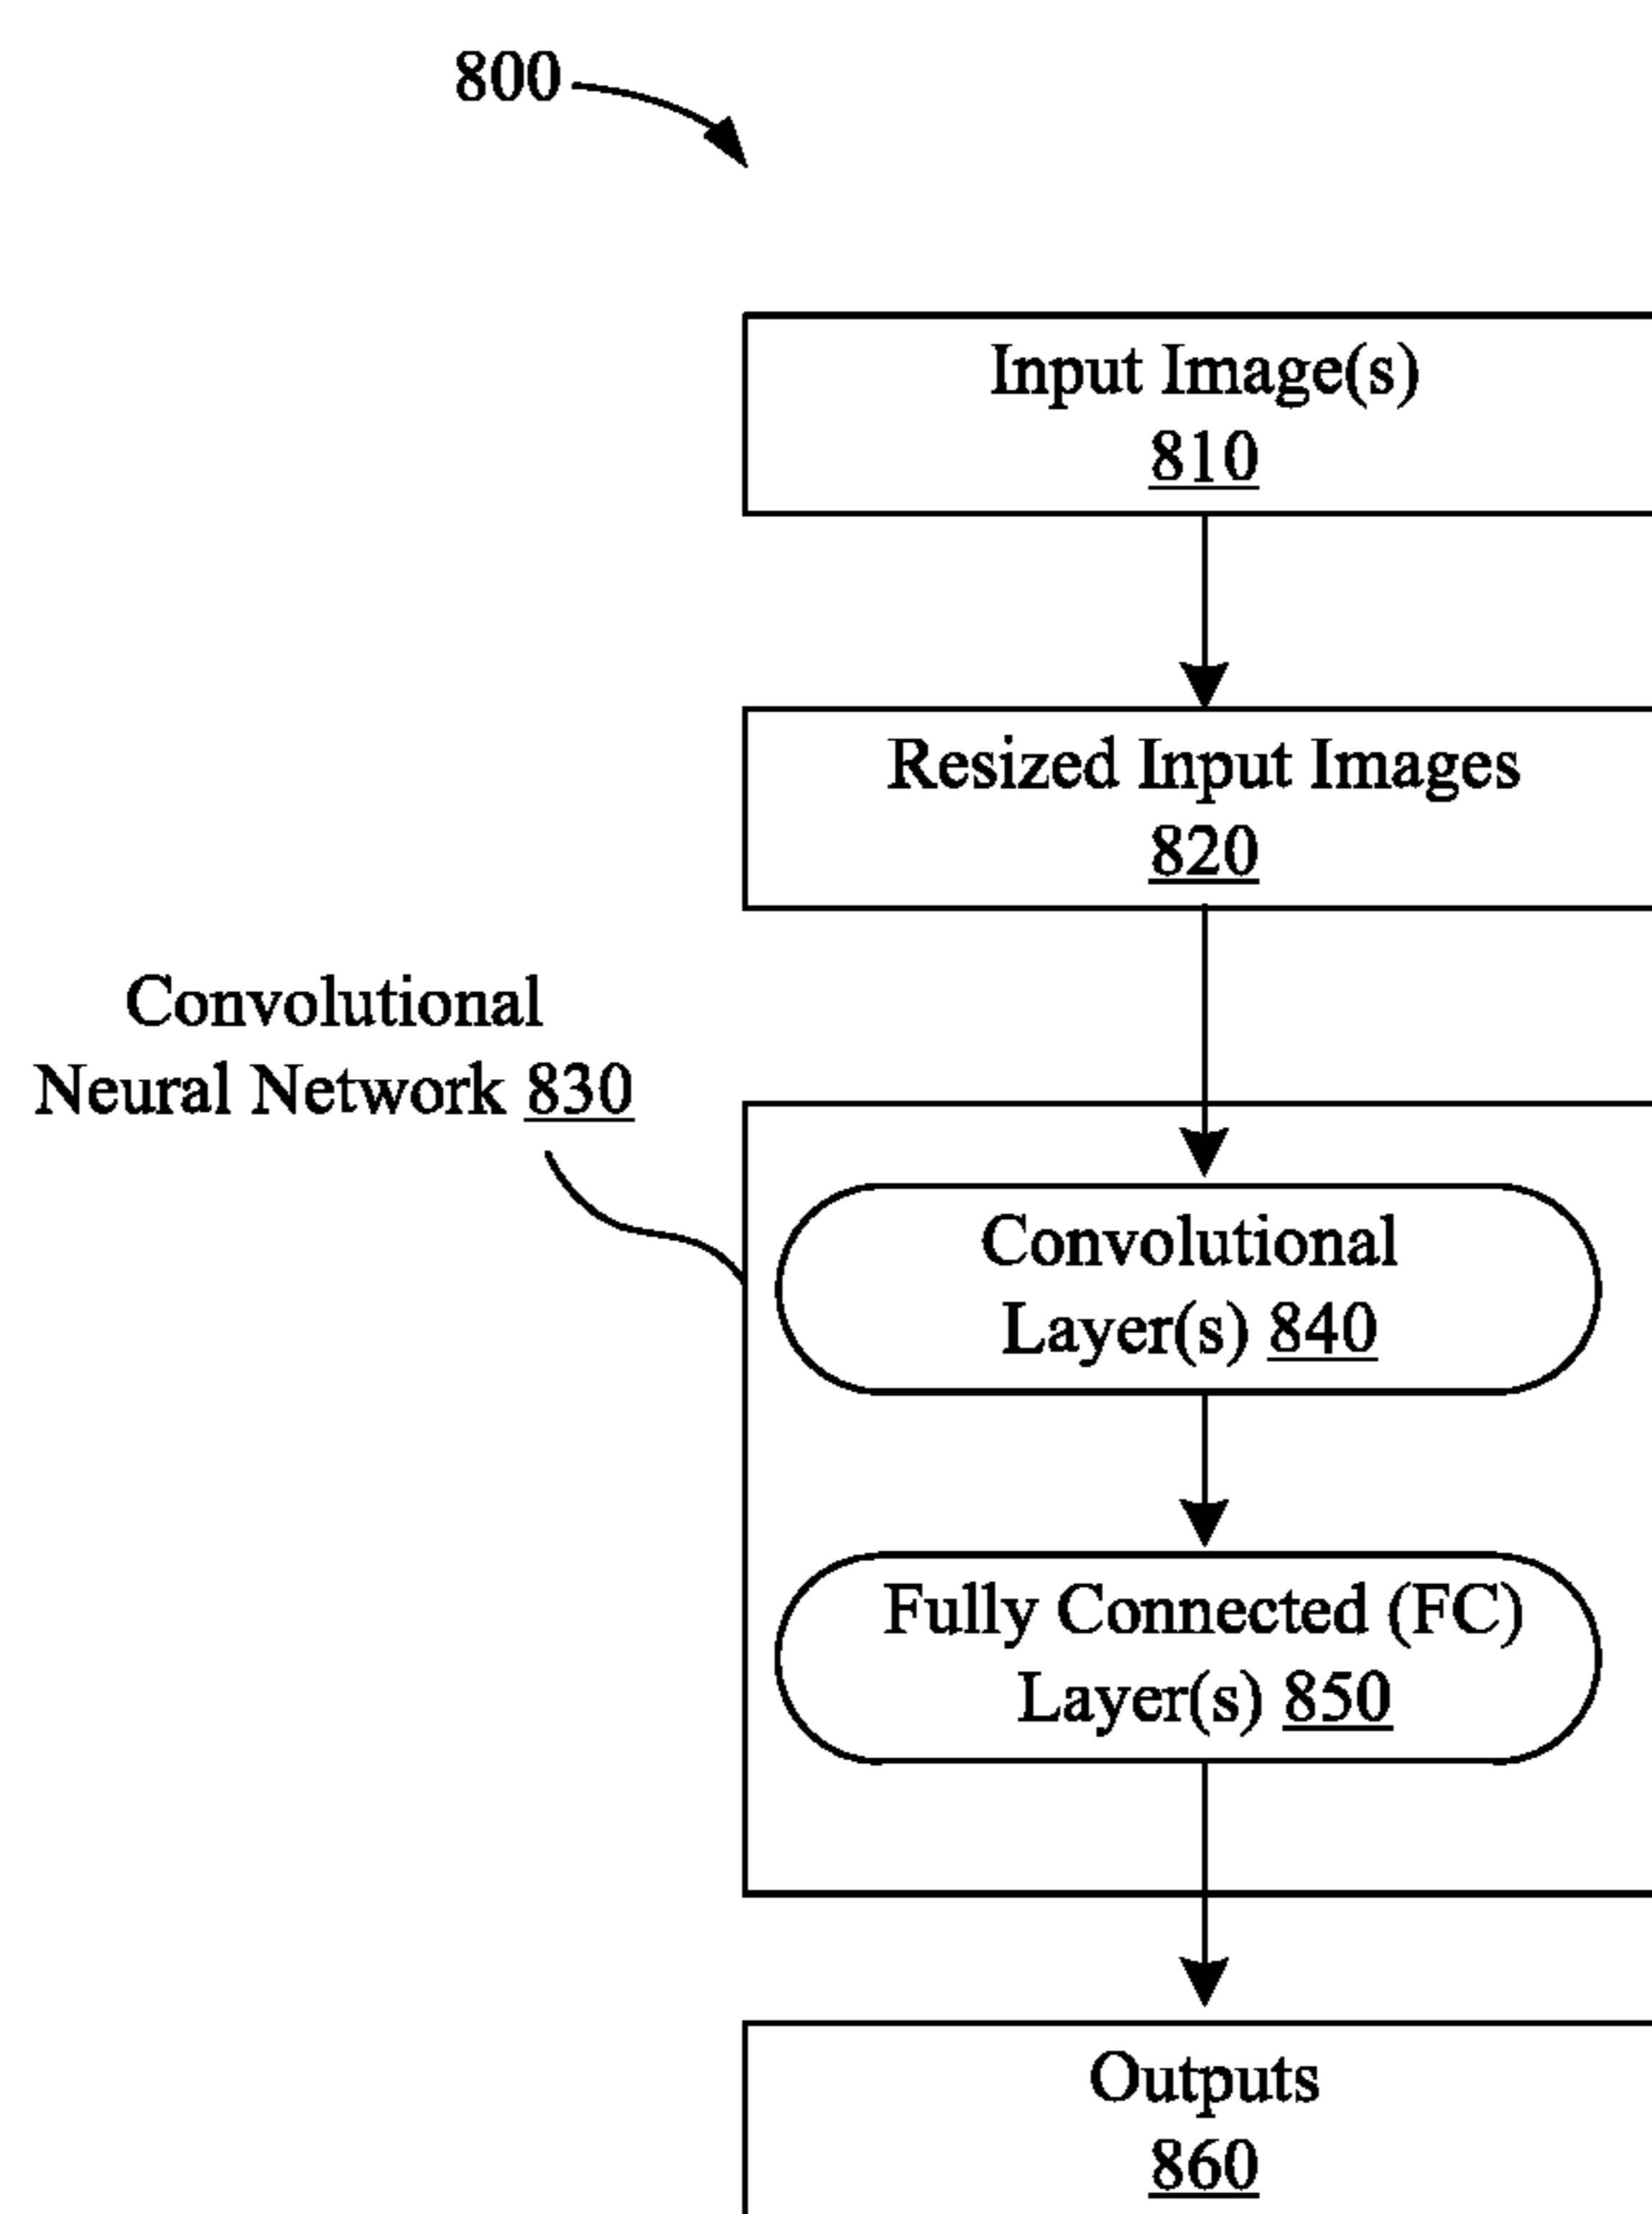 800
Input Image(s)
810
Resized Input Images
820
Convolutional
Neural Network 830
Convolutional
Layer(s) 840
Fully Connected (FC)
Layer(s) 850
Outputs
860